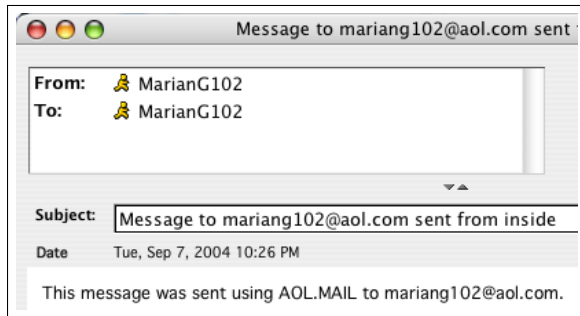 Message to mariang102@aol.com sent
From: MarianG102
To: MarianG102
Subject: Message to mariang102@aol.com sent from inside
Date Tue, Sep 7, 2004 10:26 PM
This message was sent using AOL.MAIL to mariang102@aol.com.